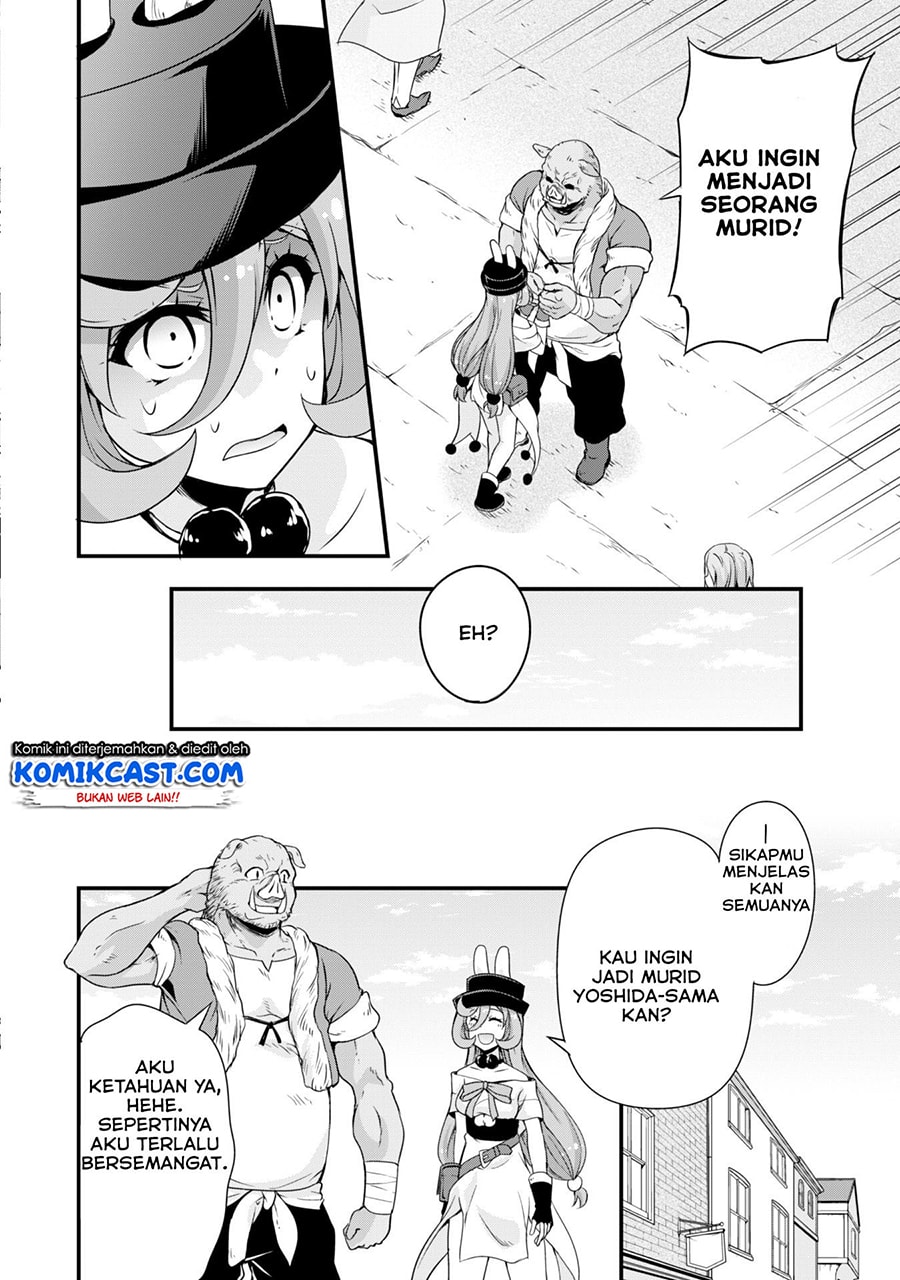 AKU INGIN
MENJADI
SEORANG
MURID!
EH?
Komik ini diterjemahkan & diedit oleh
KOMIKCAST.COM
BUKAN WEB LAIN!!
SIKAPMU
MENJELAS
KAN
SEMUANYA
KAU INGIN
JADI MURID
YOSHIDA-SAMA
KAN?
AKU
KETAHUAN YA,
HEHE.
SEPERTINYA
AKU TERLALU
BERSEMANGAT.